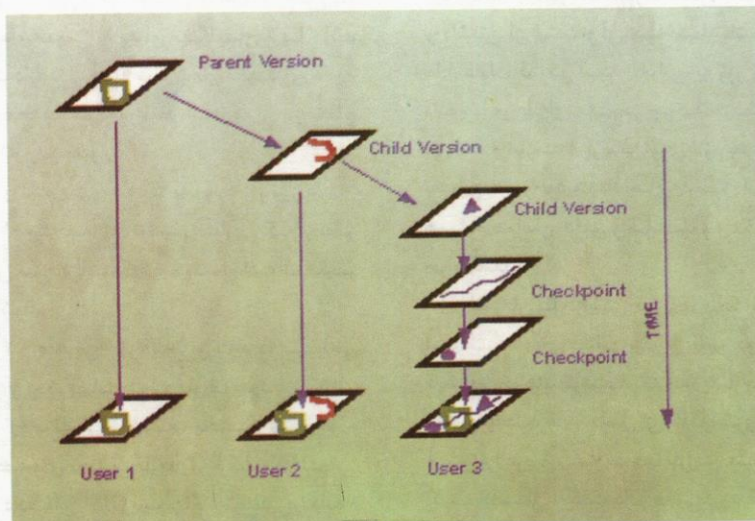 Parent Version
Child Version
Child Version
Checkpoint
Checkpoint
TIME
User 1
User 2
User 3